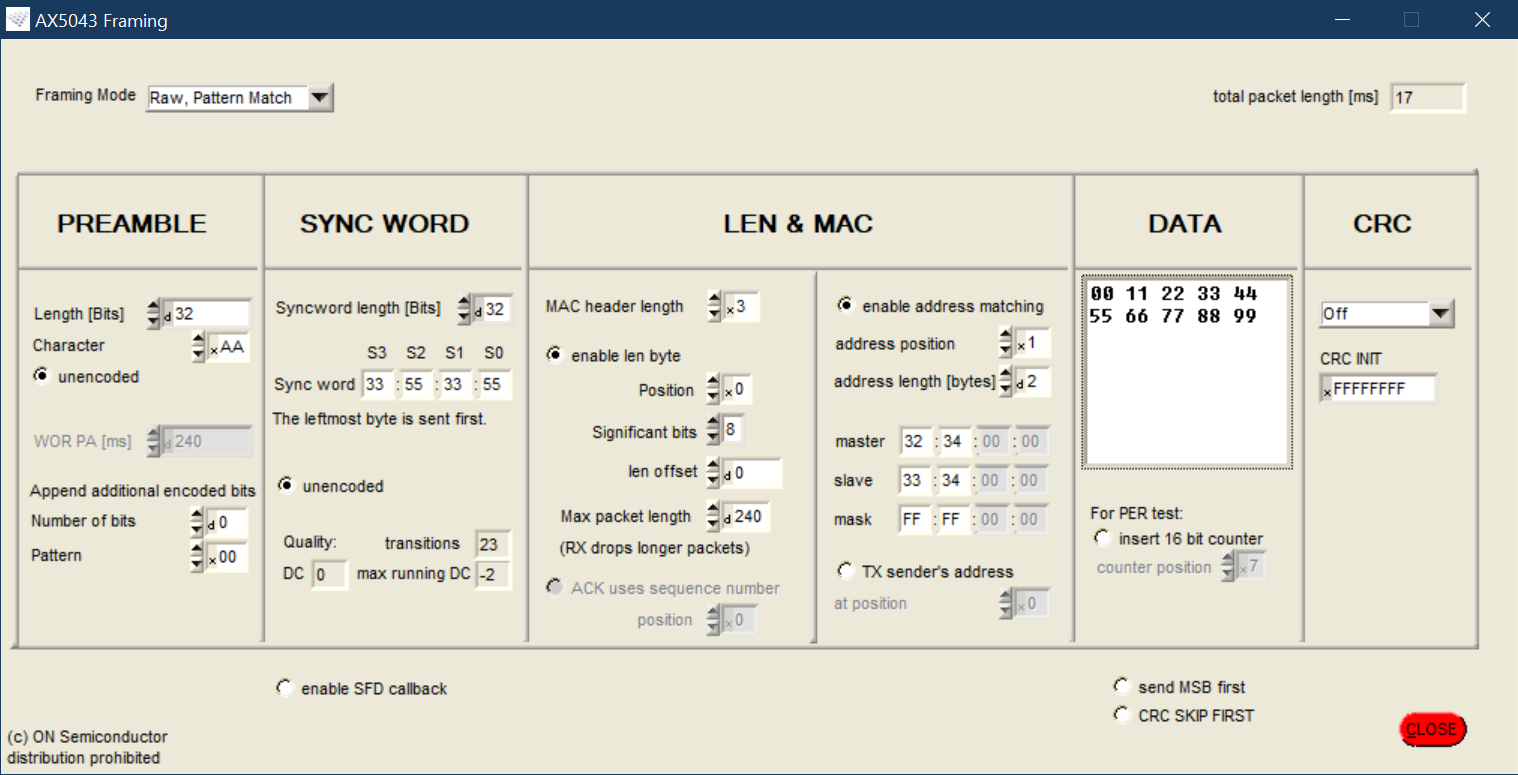 AX5043 Framing
Framing Mode Raw, Pattern Match
total packet length [ms] 17
PREAMBLE
Length [Bits] d 32
Character x AA
unencoded
WOR PA [ms] d 240
Append additional encoded bits
Number of bits d 0
Pattern x 00
SYNC WORD
Syncword length [Bits] d 32
S3 S2 S1 S0
Sync word 33 : 55 : 33 : 55
The leftmost byte is sent first.
unencoded
Quality: transitions 23
DC 0 max running DC -2
LEN & MAC
MAC header length x 3
enable len byte
Position x 0
Significant bits 8
len offset d 0
Max packet length d 240
(RX drops longer packets)
ACK uses sequence number
position x 0
enable address matching
address position x 1
address length [bytes] d 2
master 32 : 34 : 00 : 00
slave 33 : 34 : 00 : 00
mask FF : FF : 00 : 00
TX sender's address
at position x 0
DATA
00 11 22 33 44
55 66 77 88 99
For PER test:
insert 16 bit counter
counter position x 7
CRC
Off
CRC INIT
x FFFFFFFF
enable SFD callback
send MSB first
CRC SKIP FIRST
(c) ON Semiconductor
distribution prohibited
CLOSE